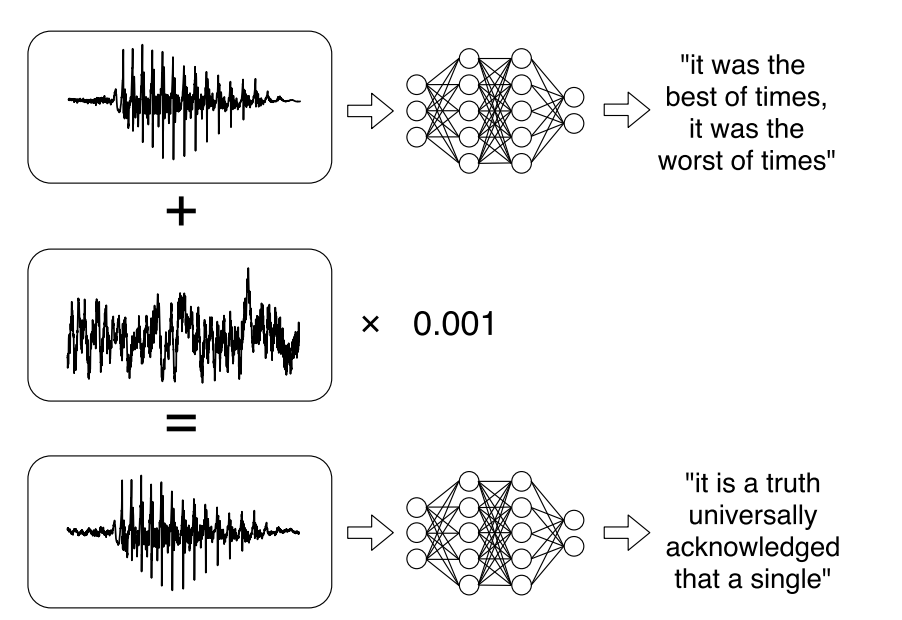 "it was the
best of times,
it was the
worst of times"
+
× 0.001
=
"it is a truth
universally
acknowledged
that a single"